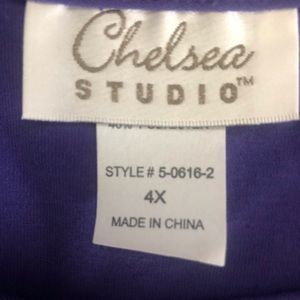 Chelsea
STUDIO™
STYLE # 5-0616-2
4X
MADE IN CHINA